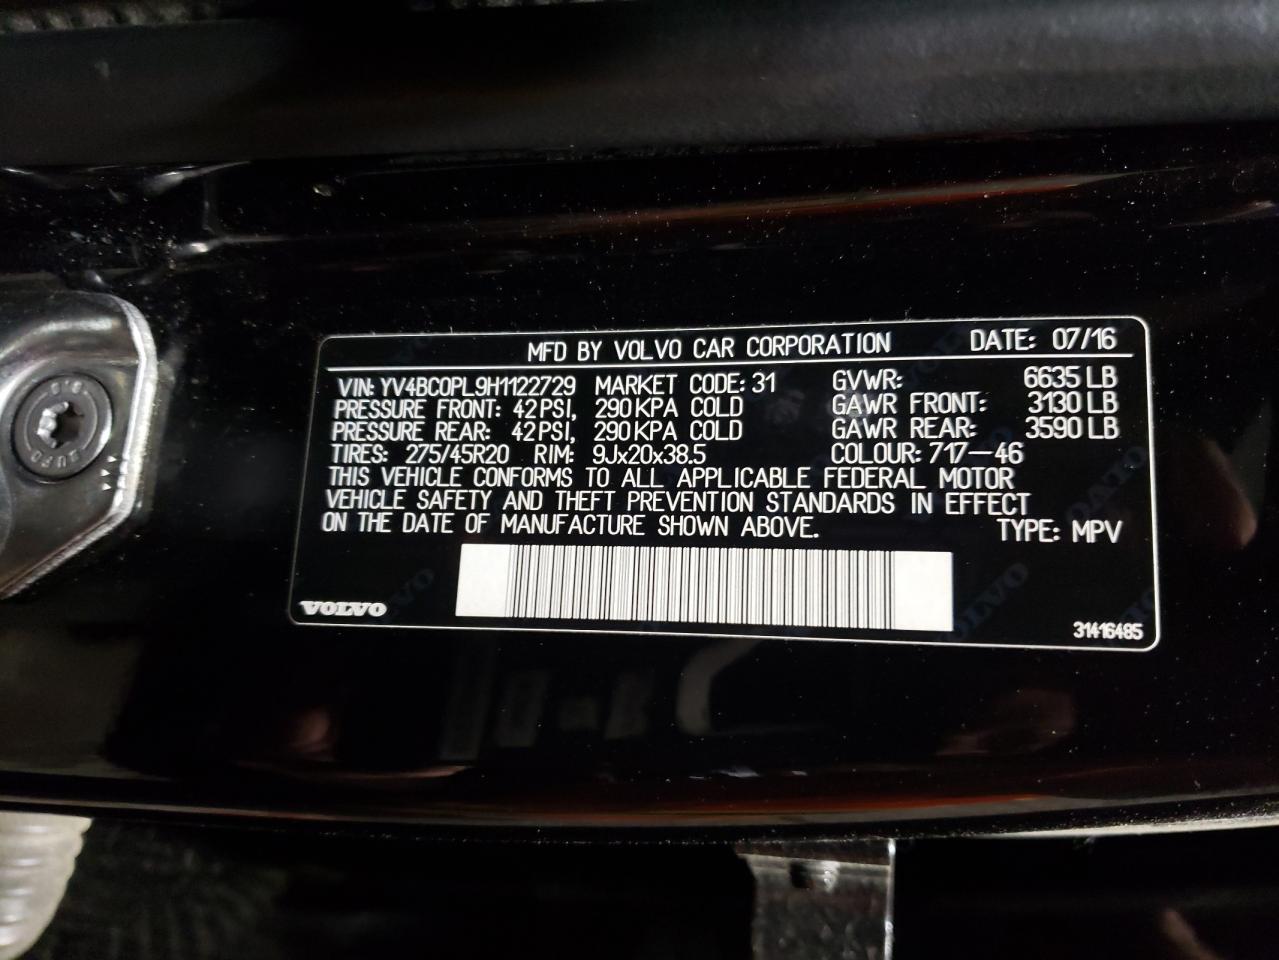 MFD BY VOLVO CAR CORPORATION DATE: 07/16
VIN: YV4BC0PL9H1122729 MARKET CODE: 31 GVWR: 6635 LB
PRESSURE FRONT: 42 PSI, 290 KPA COLD GAWR FRONT: 3130 LB
PRESSURE REAR: 42 PSI, 290 KPA COLD GAWR REAR: 3590 LB
TIRES: 275/45R20 RIM: 9Jx20x38.5 COLOUR: 717-46
THIS VEHICLE CONFORMS TO ALL APPLICABLE FEDERAL MOTOR
VEHICLE SAFETY AND THEFT PREVENTION STANDARDS IN EFFECT
ON THE DATE OF MANUFACTURE SHOWN ABOVE. TYPE: MPV
VOLVO 31416485